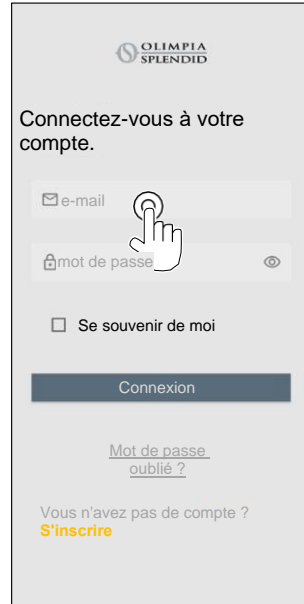 OLIMPIA
SPLENDID
Connectez-vous à votre
compte.
e-mail
mot de passe
Se souvenir de moi
Connexion
Mot de passe
oublié ?
Vous n'avez pas de compte ?
S'inscrire